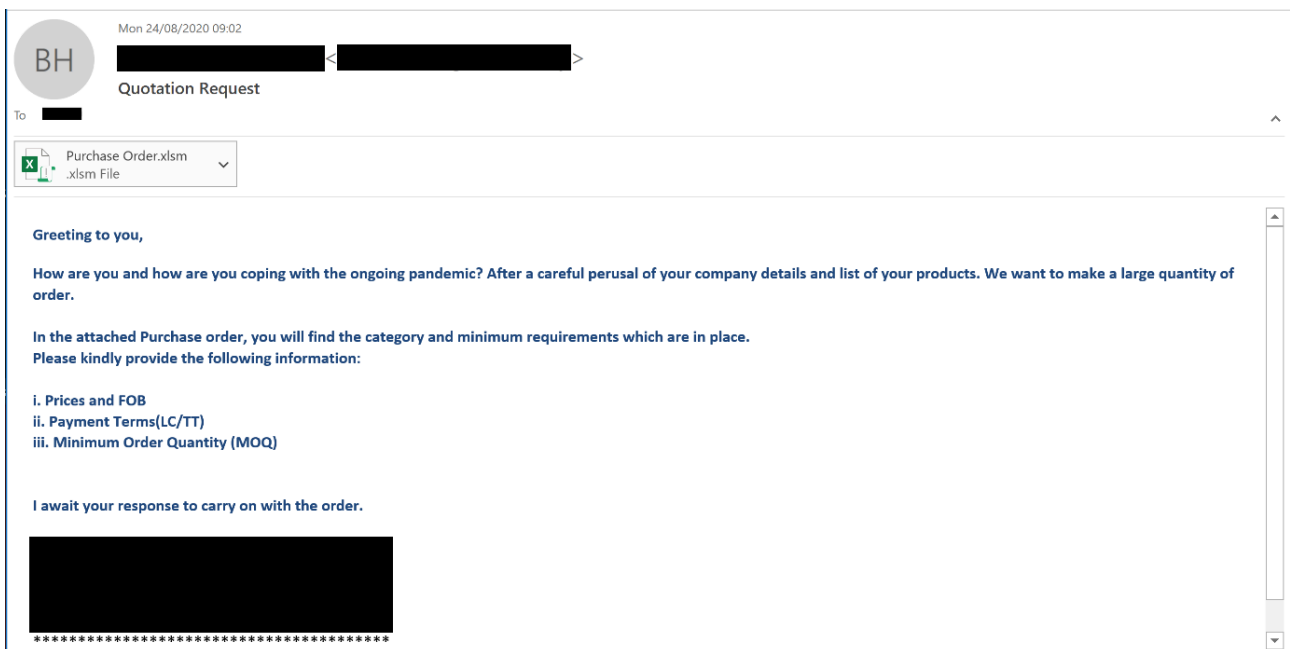 Mon 24/08/2020 09:02
BH
< >
Quotation Request
To
Purchase Order.xlsm
.xlsm File
Greeting to you,
How are you and how are you coping with the ongoing pandemic? After a careful perusal of your company details and list of your products. We want to make a large quantity of
order.
In the attached Purchase order, you will find the category and minimum requirements which are in place.
Please kindly provide the following information:
i. Prices and FOB
ii. Payment Terms(LC/TT)
iii. Minimum Order Quantity (MOQ)
I await your response to carry on with the order.
***************************************